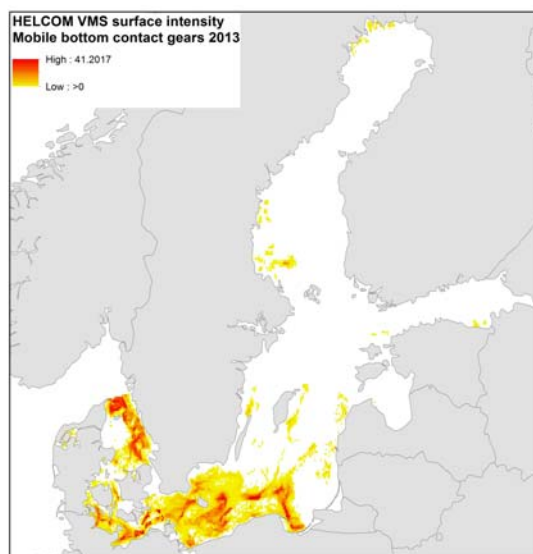 HELCOM VMS surface intensity
Mobile bottom contact gears 2013
High : 41.2017
Low : >0